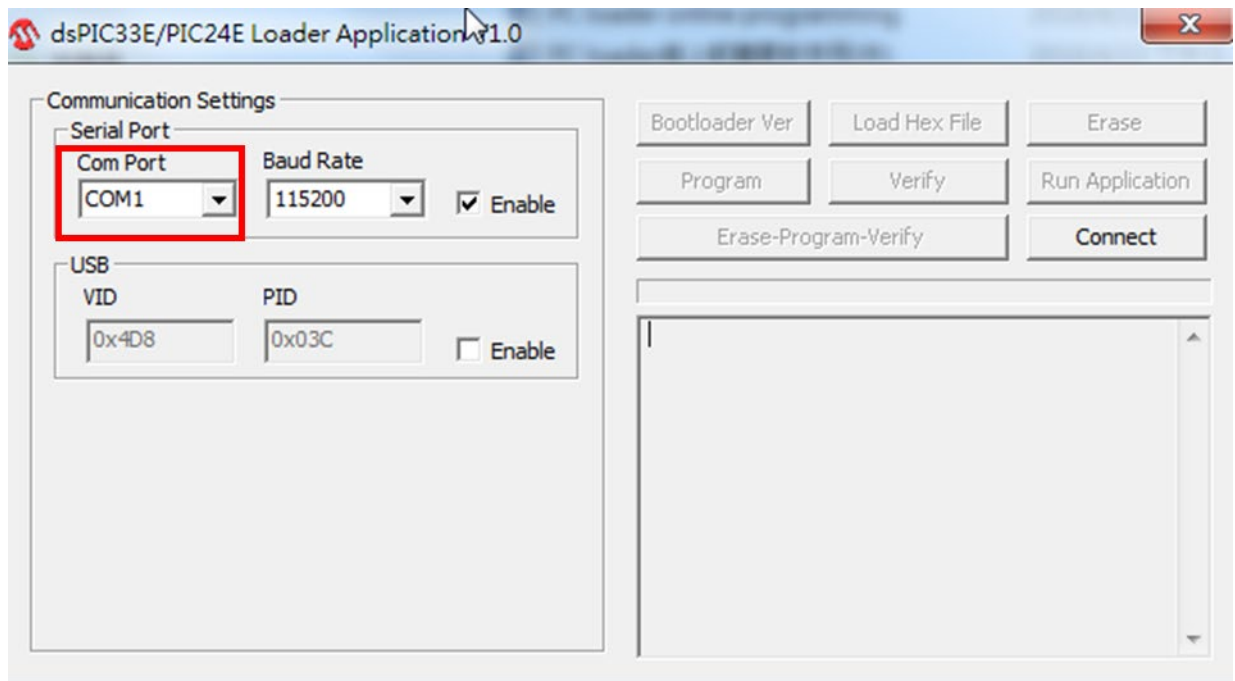 dsPIC33E/PIC24E Loader Application V1.0
Communication Settings
Serial Port
Com Port
Baud Rate
COM1
115200
Enable
USB
VID
PID
0x4D8
0x03C
Enable
Bootloader Ver
Load Hex File
Erase
Program
Verify
Run Application
Erase-Program-Verify
Connect